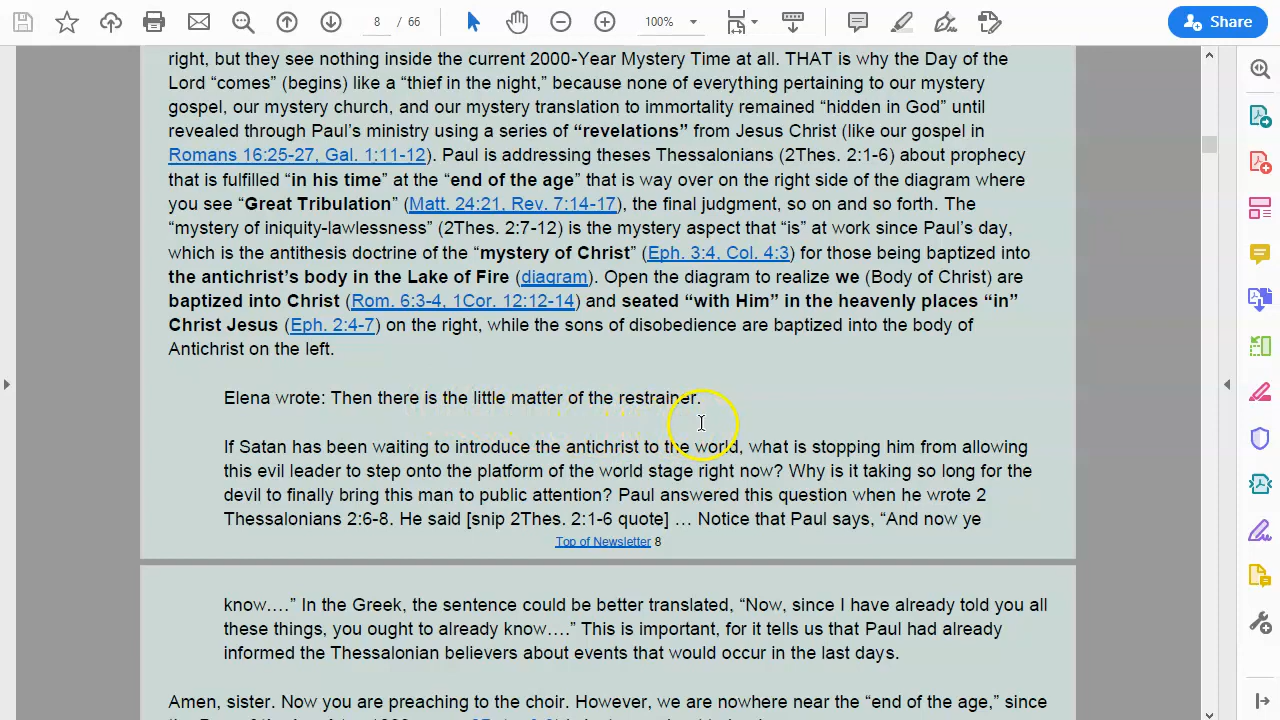 8 / 66
100%
Share
right, but they see nothing inside the current 2000-Year Mystery Time at all. THAT is why the Day of the
Lord “comes” (begins) like a “thief in the night,” because none of everything pertaining to our mystery
gospel, our mystery church, and our mystery translation to immortality remained “hidden in God” until
revealed through Paul’s ministry using a series of “revelations” from Jesus Christ (like our gospel in
Romans 16:25-27, Gal. 1:11-12). Paul is addressing theses Thessalonians (2Thes. 2:1-6) about prophecy
that is fulfilled “in his time” at the “end of the age” that is way over on the right side of the diagram where
you see “Great Tribulation” (Matt. 24:21, Rev. 7:14-17), the final judgment, so on and so forth. The
“mystery of iniquity-lawlessness” (2Thes. 2:7-12) is the mystery aspect that “is” at work since Paul’s day,
which is the antithesis doctrine of the “mystery of Christ” (Eph. 3:4, Col. 4:3) for those being baptized into
the antichrist’s body in the Lake of Fire (diagram). Open the diagram to realize we (Body of Christ) are
baptized into Christ (Rom. 6:3-4, 1Cor. 12:12-14) and seated “with Him” in the heavenly places “in”
Christ Jesus (Eph. 2:4-7) on the right, while the sons of disobedience are baptized into the body of
Antichrist on the left.
Elena wrote: Then there is the little matter of the restrainer.
If Satan has been waiting to introduce the antichrist to the world, what is stopping him from allowing
this evil leader to step onto the platform of the world stage right now? Why is it taking so long for the
devil to finally bring this man to public attention? Paul answered this question when he wrote 2
Thessalonians 2:6-8. He said [snip 2Thes. 2:1-6 quote] … Notice that Paul says, “And now ye
Top of Newsletter 8
know….” In the Greek, the sentence could be better translated, “Now, since I have already told you all
these things, you ought to already know….” This is important, for it tells us that Paul had already
informed the Thessalonian believers about events that would occur in the last days.
Amen, sister. Now you are preaching to the choir. However, we are nowhere near the “end of the age,” since